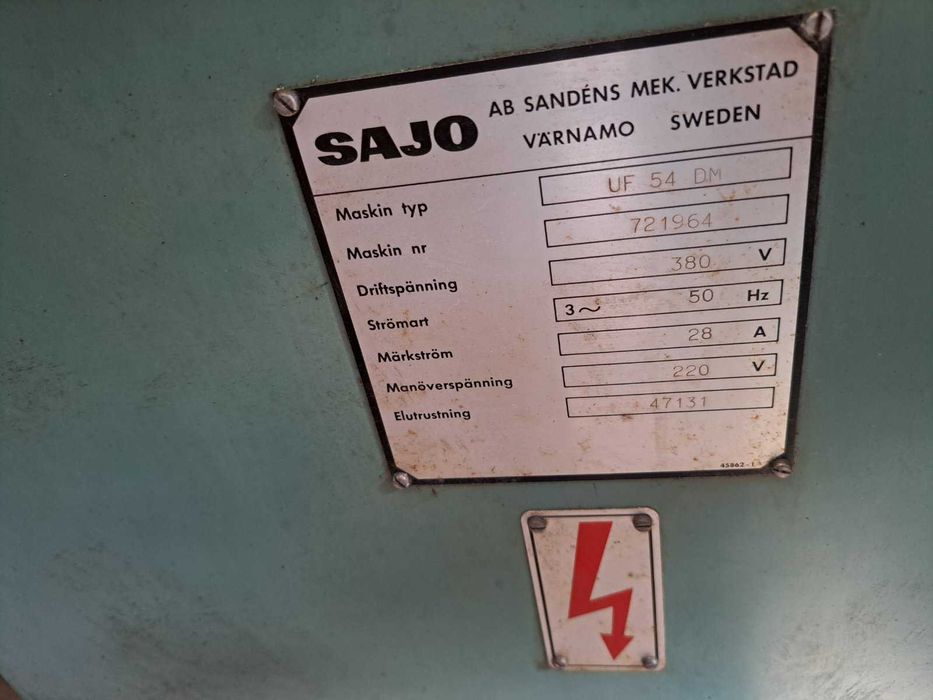 SAJO AB SANDÉNS MEK. VERKSTAD
VÄRNAMO SWEDEN
Maskin typ UF 54 DM
Maskin nr 721964
Driftspänning 380 V
Strömart 3~ 50 Hz
Märkström 28 A
Manöverspänning 220 V
Elutrustning 47131